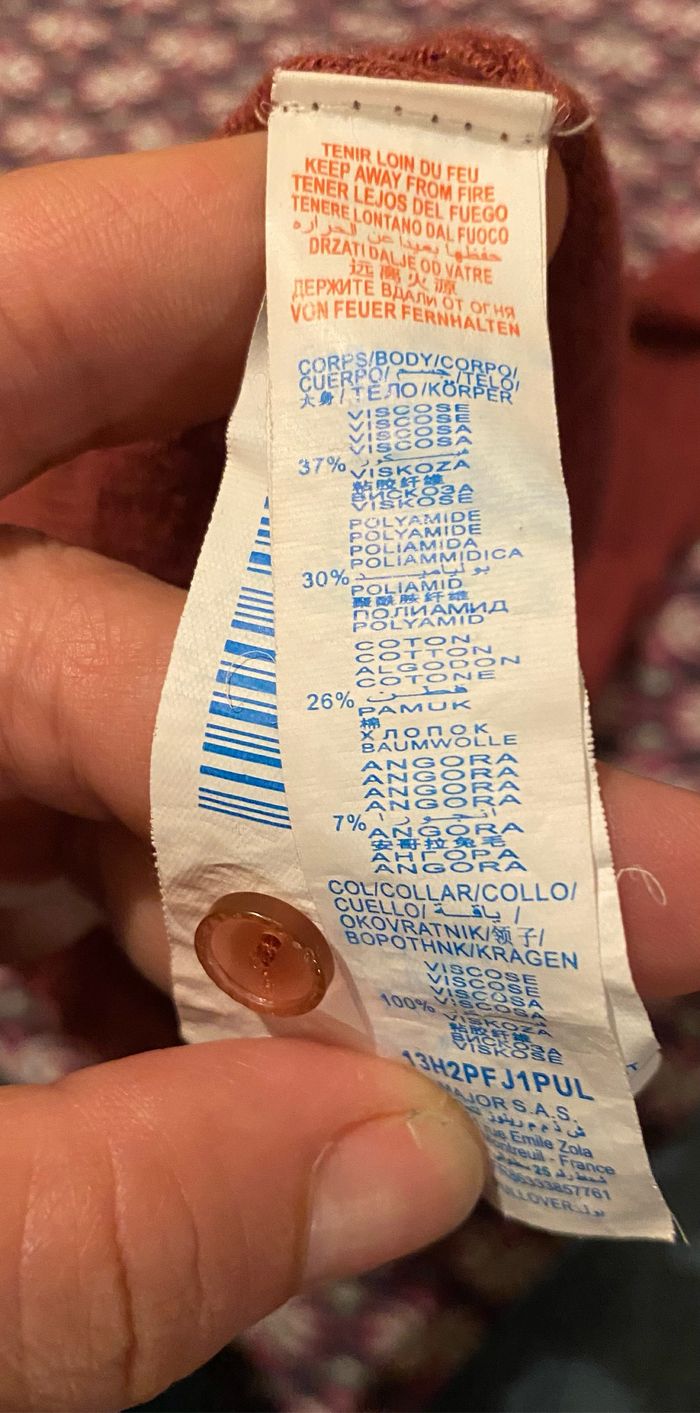 TENIR LOIN DU FEU
KEEP AWAY FROM FIRE
TENER LEJOS DEL FUEGO
TENERE LONTANO DAL FUOCO
حفظها بعيدا عن الحراره
DRZATI DALJE OD VATRE
远离火源
ДЕРЖИТЕ ВДАЛИ ОТ ОГНЯ
VON FEUER FERNHALTEN
CORPS/BODY/CORPO/
CUERPO/ جسم /TELO/
大身/ТЕЛО/KÖRPER
VISCOSE
VISCOSE
VISCOSA
VISCOSA
37%
VISKOZA
粘胶纤维
ВИСКОЗА
VISKOSE
POLYAMIDE
POLYAMIDE
POLIAMIDA
POLIAMMIDICA
30% بولياميد
POLIAMID
聚酰胺纤维
ПОЛИАМИД
POLYAMID
COTON
COTTON
ALGODON
COTONE
26% قطن
PAMUK
棉
ХЛОПОК
BAUMWOLLE
ANGORA
ANGORA
ANGORA
ANGORA
7% انجورا
ANGORA
安哥拉兔毛
АНГОРА
ANGORA
COL/COLLAR/COLLO/
CUELLO/ ياقة /
OKOVRATNIK/领子/
BOPOTHNK/KRAGEN
VISCOSE
VISCOSE
VISCOSA
VISCOSA
100%
VISKOZA
粘胶纤维
ВИСКОЗА
VISKOSE
13H2PFJ1PUL
MAJOR S.A.S.
Emile Zola
France